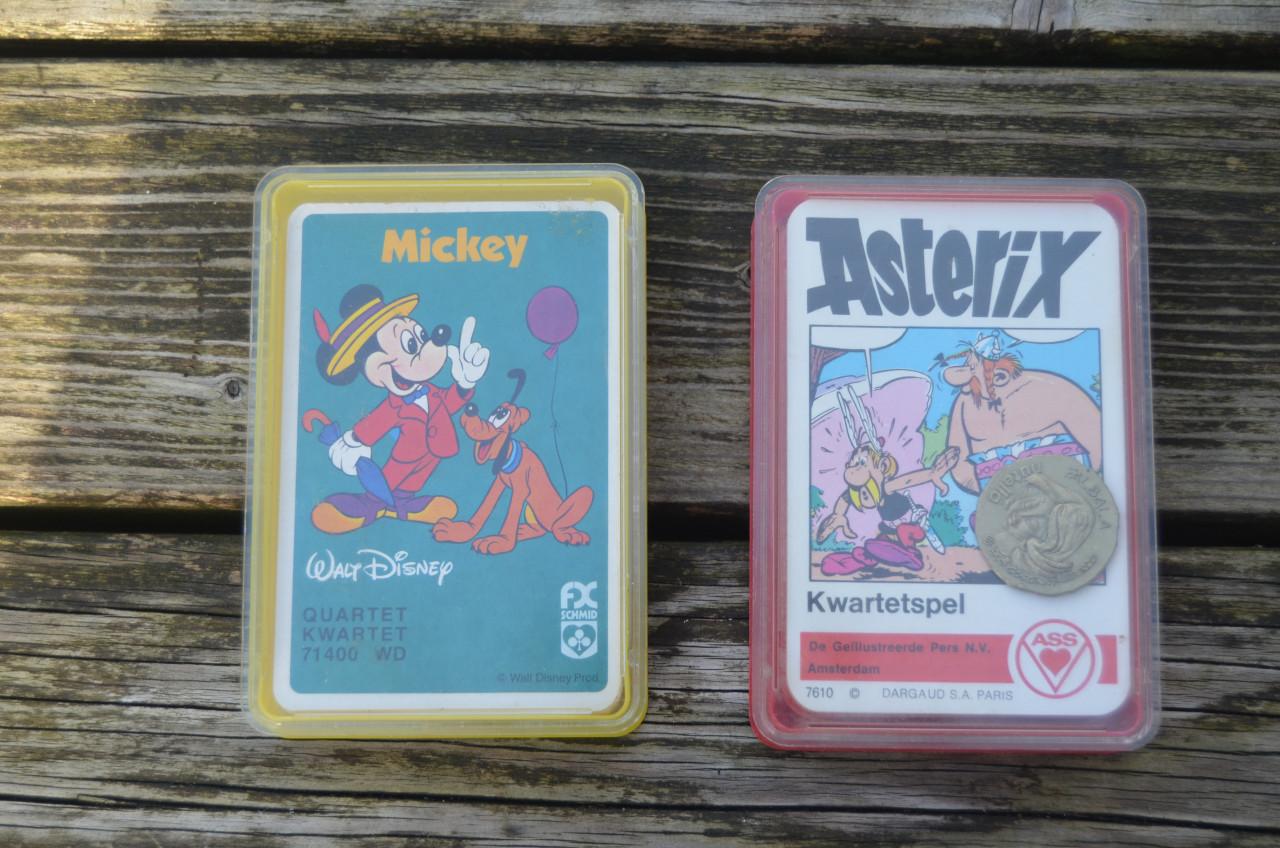 Mickey
Walt Disney
QUARTET
KWARTET
71400 WD
FX
SCHMID
© Walt Disney Prod.
Asterix
Kwartetspel
De Geïllustreerde Pers N.V.
Amsterdam
ASS
7610 © DARGAUD S.A. PARIS